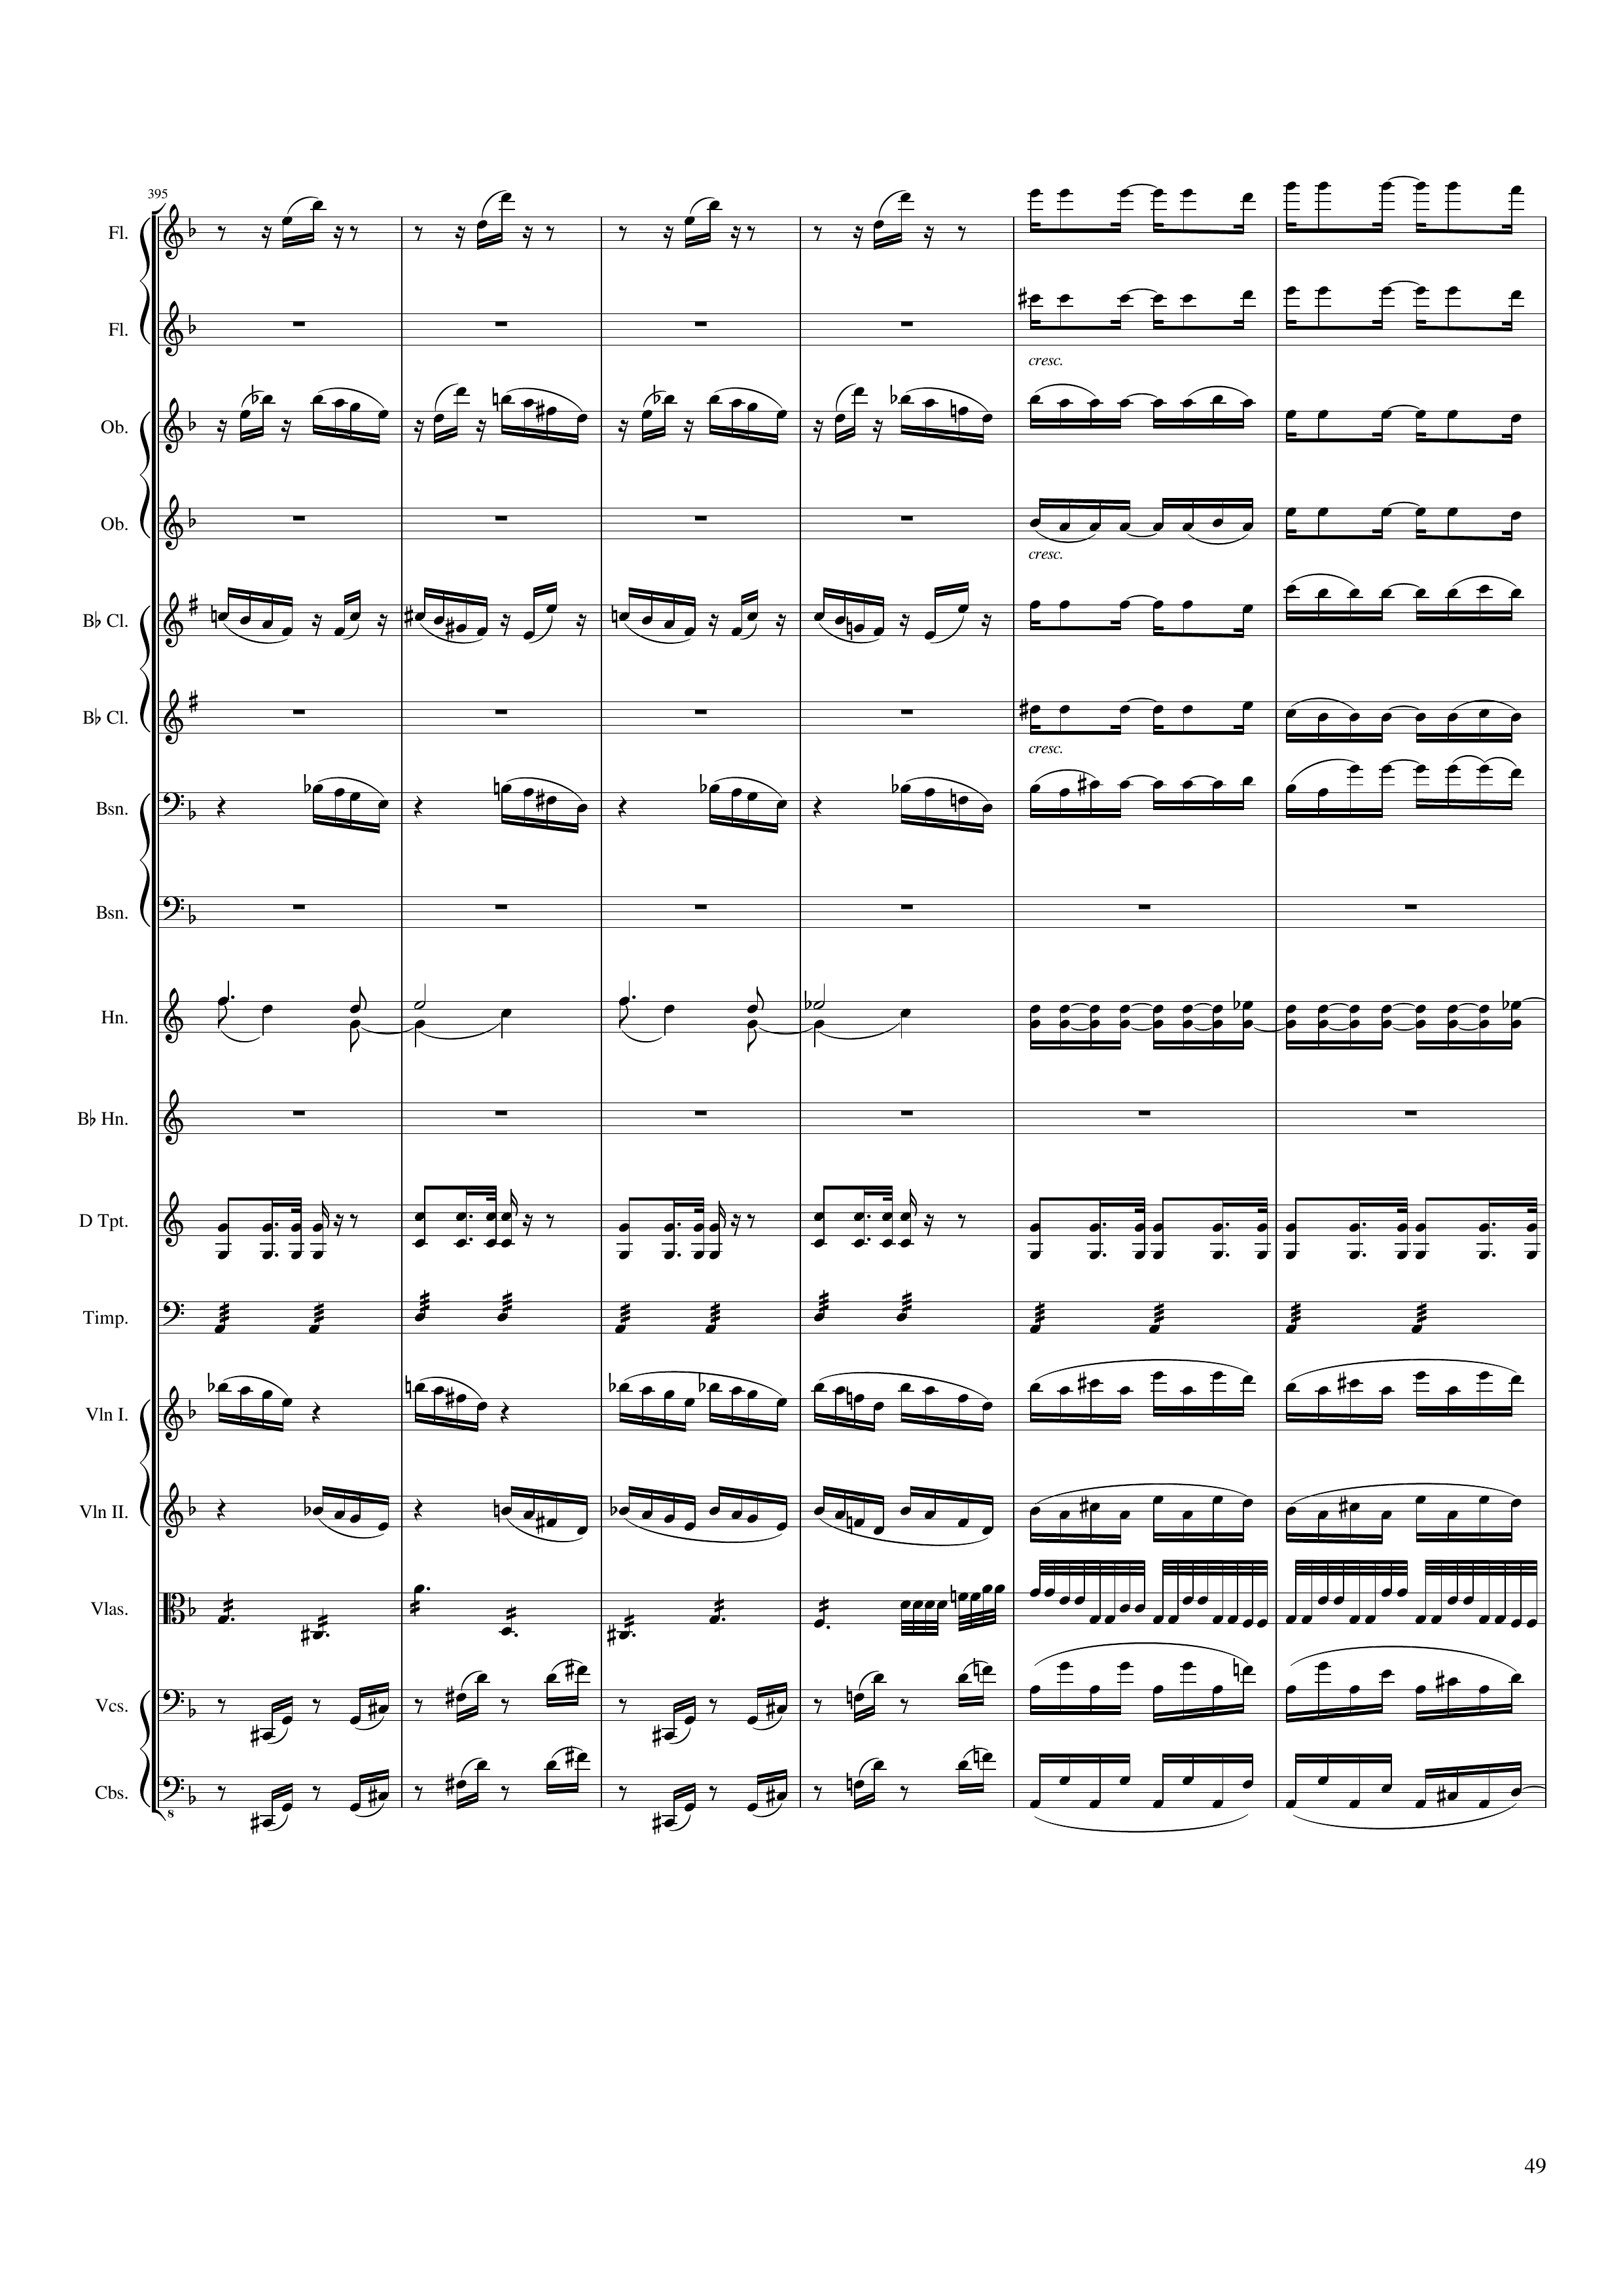 395
Fl.
Fl.
cresc.
Ob.
Ob.
cresc.
B♭ Cl.
B♭ Cl.
cresc.
Bsn.
Bsn.
Hn.
B♭ Hn.
D Tpt.
Timp.
Vln I.
Vln II.
Vlas.
Vcs.
Cbs.
8
49